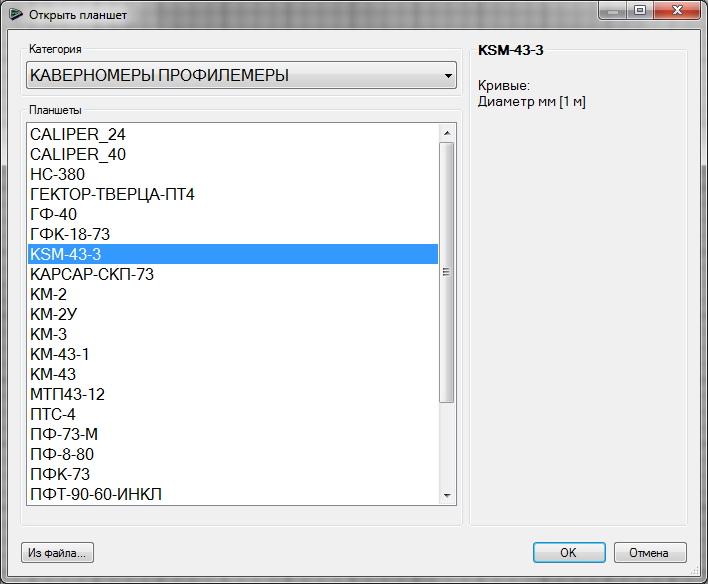 Открыть планшет
Категория
КАВЕРНОМЕРЫ ПРОФИЛЕМЕРЫ
Планшеты
CALIPER_24
CALIPER_40
НС-380
ГЕКТОР-ТВЕРЦА-ПТ4
ГФ-40
ГФК-18-73
KSM-43-3
КАРСАР-СКП-73
КМ-2
КМ-2У
КМ-3
КМ-43-1
КМ-43
МТП43-12
ПТС-4
ПФ-73-М
ПФ-8-80
ПФК-73
ПФТ-90-60-ИНКЛ
KSM-43-3
Кривые:
Диаметр мм [1 м]
Из файла...
OK
Отмена